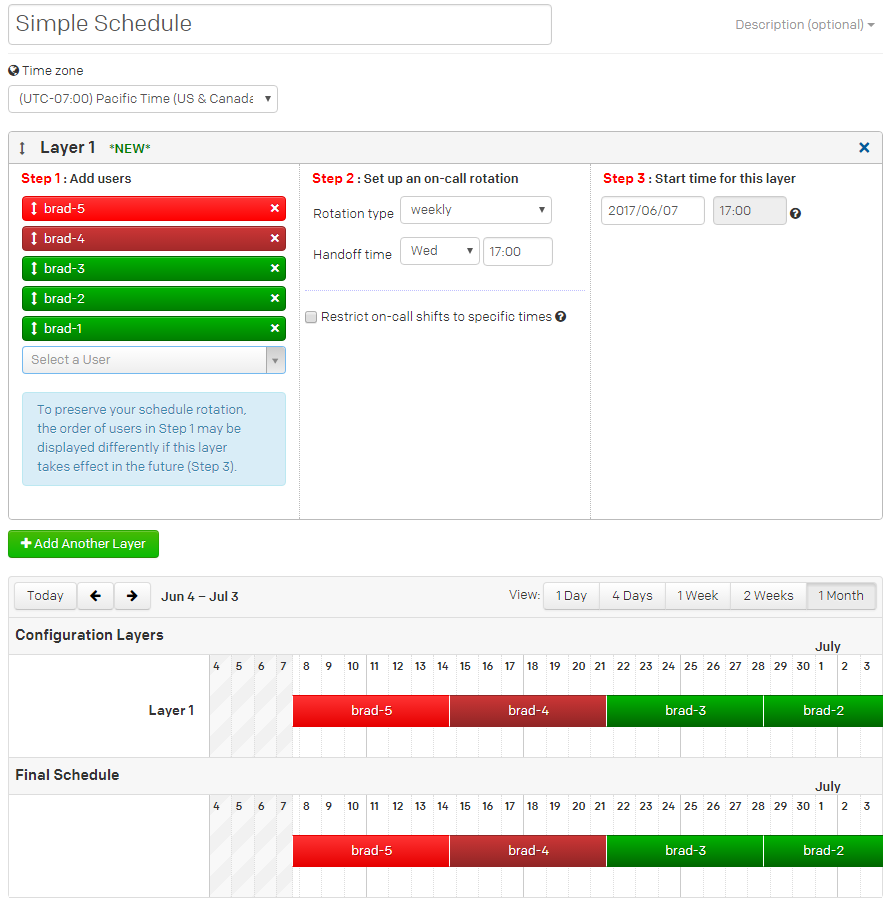 Simple Schedule
Description (optional)
Time zone
(UTC-07:00) Pacific Time (US & Canada
Layer 1 *NEW*
Step 1 : Add users
brad-5
brad-4
brad-3
brad-2
brad-1
Select a User
To preserve your schedule rotation,
the order of users in Step 1 may be
displayed differently if this layer
takes effect in the future (Step 3).
Step 2 : Set up an on-call rotation
Rotation type weekly
Handoff time Wed 17:00
Restrict on-call shifts to specific times
Step 3 : Start time for this layer
2017/06/07 17:00
Add Another Layer
Today Jun 4 – Jul 3 View: 1 Day 4 Days 1 Week 2 Weeks 1 Month
Configuration Layers
July
4 5 6 7 8 9 10 11 12 13 14 15 16 17 18 19 20 21 22 23 24 25 26 27 28 29 30 1 2 3
Layer 1 brad-5 brad-4 brad-3 brad-2
Final Schedule
July
4 5 6 7 8 9 10 11 12 13 14 15 16 17 18 19 20 21 22 23 24 25 26 27 28 29 30 1 2 3
brad-5 brad-4 brad-3 brad-2